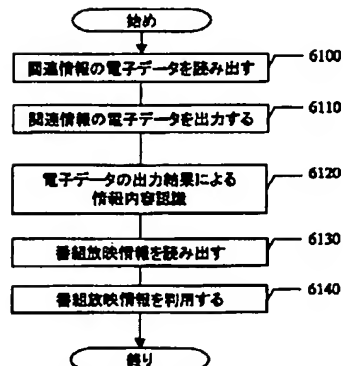 始め
関連情報の電子データを読み出す
6100
関連情報の電子データを出力する
6110
電子データの出力結果による
情報内容認識
6120
番組放映情報を読み出す
6130
番組放映情報を利用する
6140
終り